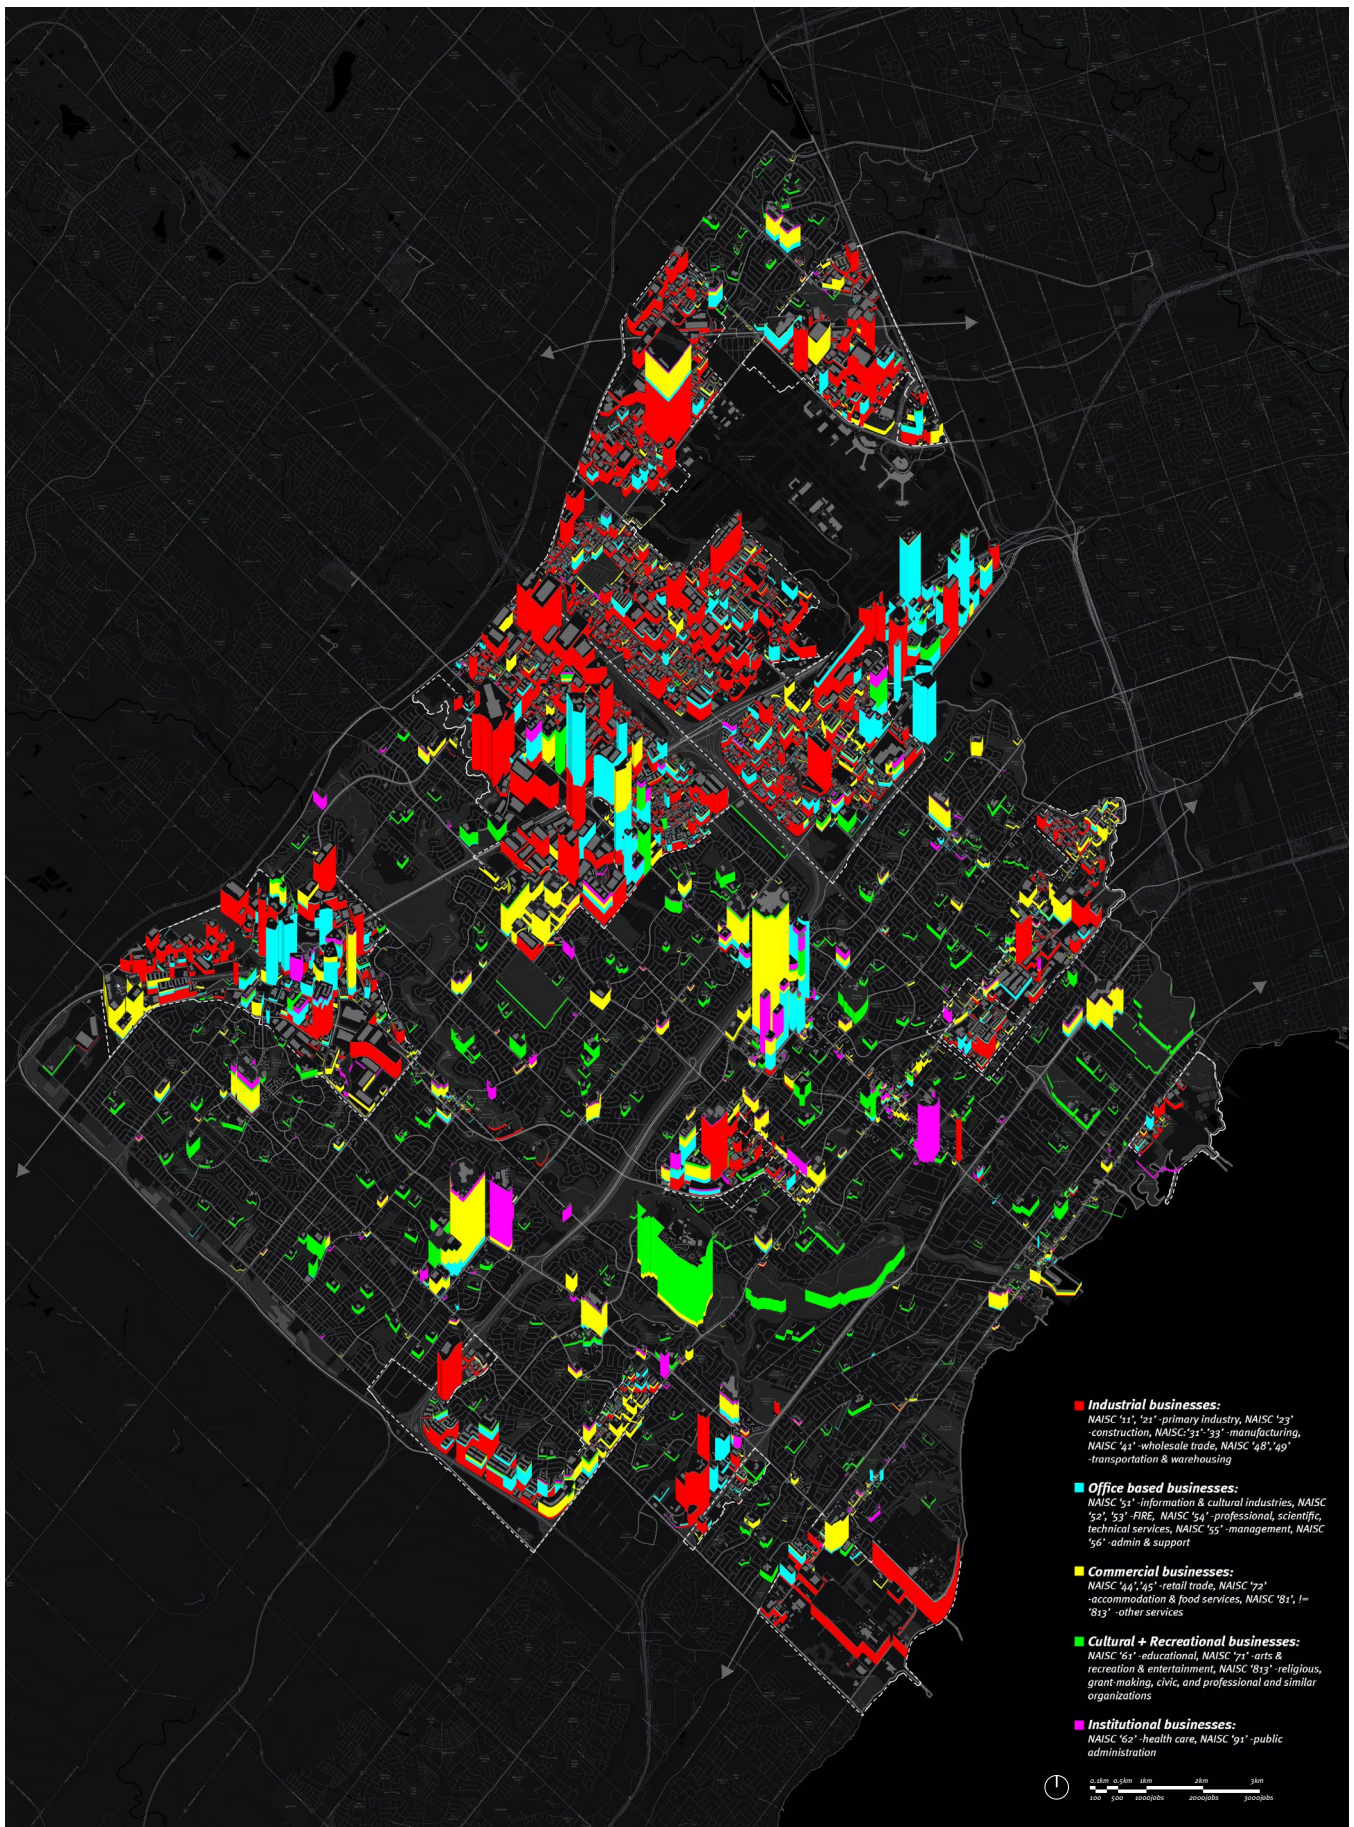 Industrial businesses:
NAISC '11', '21' -primary industry, NAISC '23'
-construction, NAISC:'31'-'33' -manufacturing,
NAISC '41' -wholesale trade, NAISC '48','49'
-transportation & warehousing
Office based businesses:
NAISC '51' -information & cultural industries, NAISC
'52', '53' -FIRE, NAISC '54' -professional, scientific,
technical services, NAISC '55' -management, NAISC
'56' -admin & support
Commercial businesses:
NAISC '44','45' -retail trade, NAISC '72'
-accommodation & food services, NAISC '81', !=
'813' -other services
Cultural + Recreational businesses:
NAISC '61' -educational, NAISC '71' -arts &
recreation & entertainment, NAISC '813' -religious,
grant-making, civic, and professional and similar
organizations
Institutional businesses:
NAISC '62' -health care, NAISC '91' -public
administration
0.1km 0.5km 1km 2km 3km
100 500 1000jobs 2000jobs 3000jobs